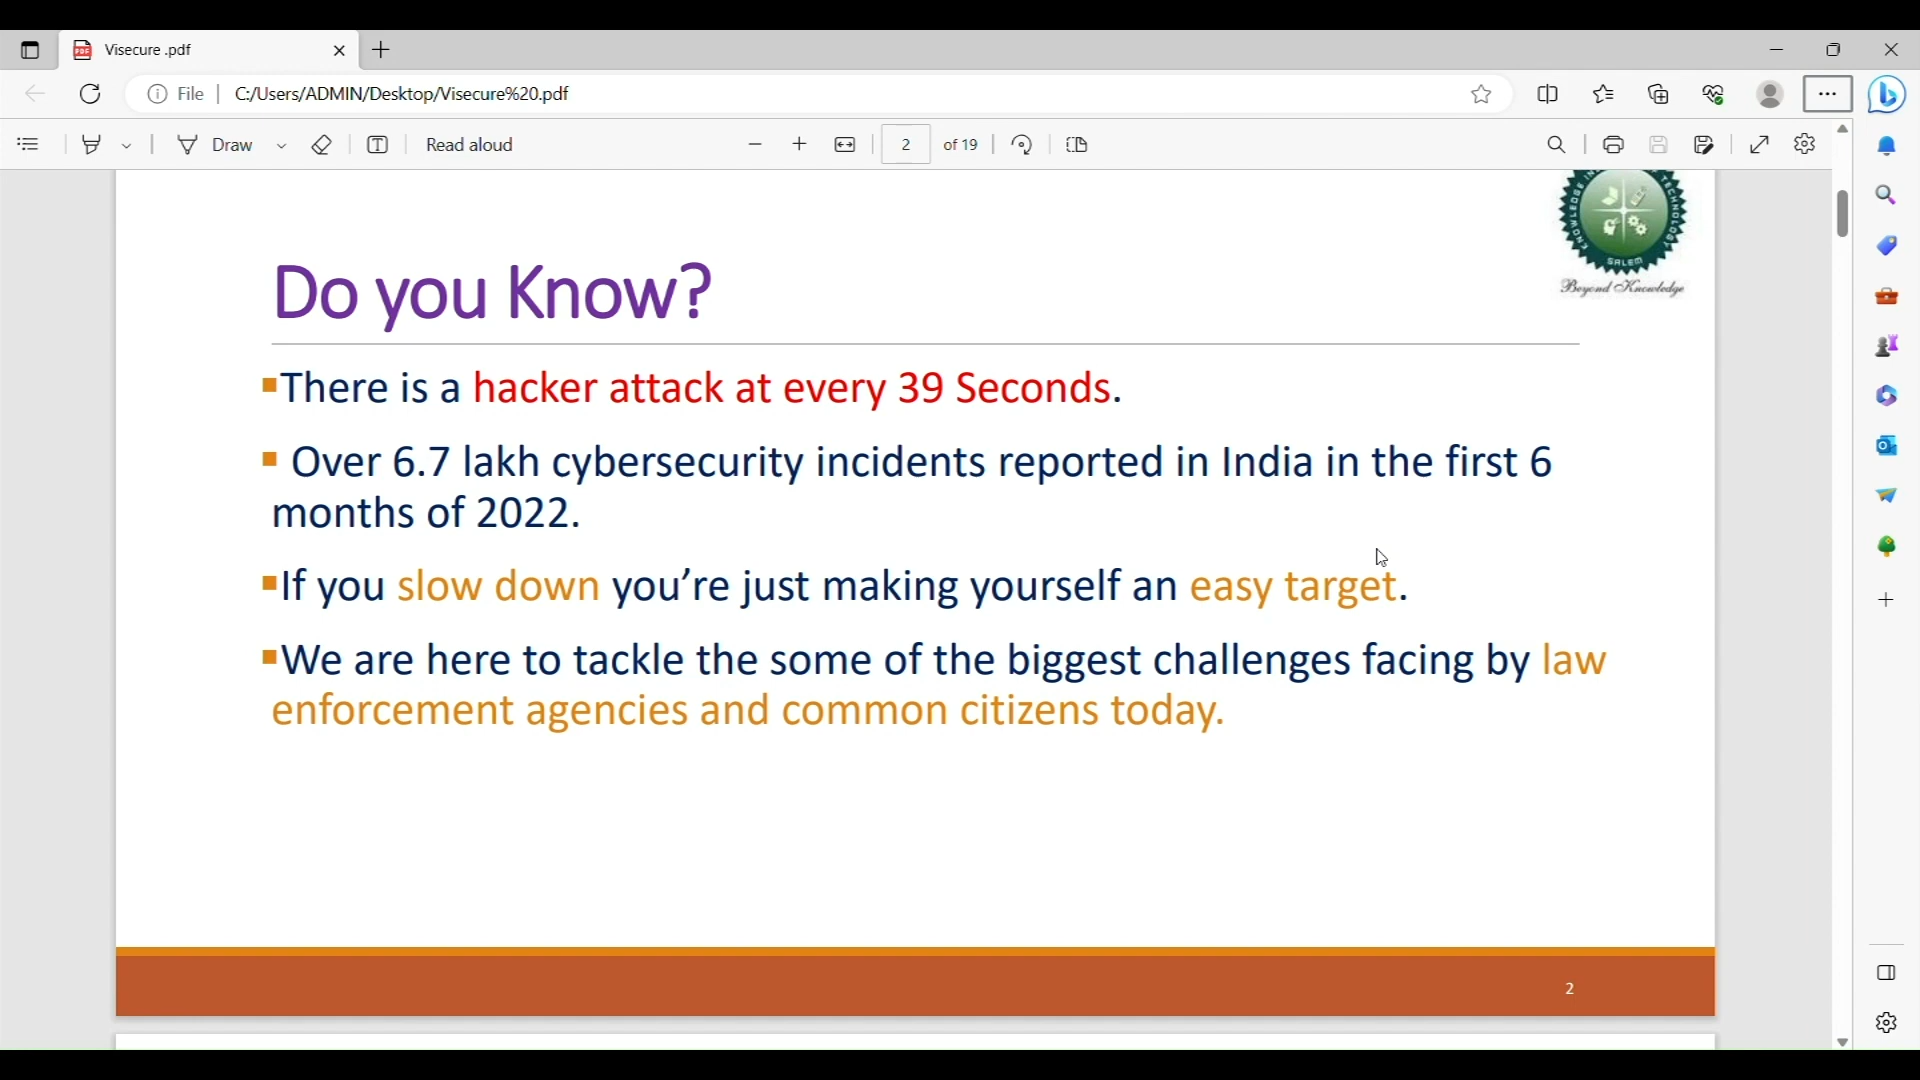 Visecure .pdf
File
C:/Users/ADMIN/Desktop/Visecure%20.pdf
Draw
Read aloud
2
of 19
KNOWLEDGE IN
TECHNOLOGY
SALEM
Beyond Knowledge
Do you Know?
▪There is a hacker attack at every 39 Seconds.
▪ Over 6.7 lakh cybersecurity incidents reported in India in the first 6
months of 2022.
▪If you slow down you’re just making yourself an easy target.
▪We are here to tackle the some of the biggest challenges facing by law
enforcement agencies and common citizens today.
2